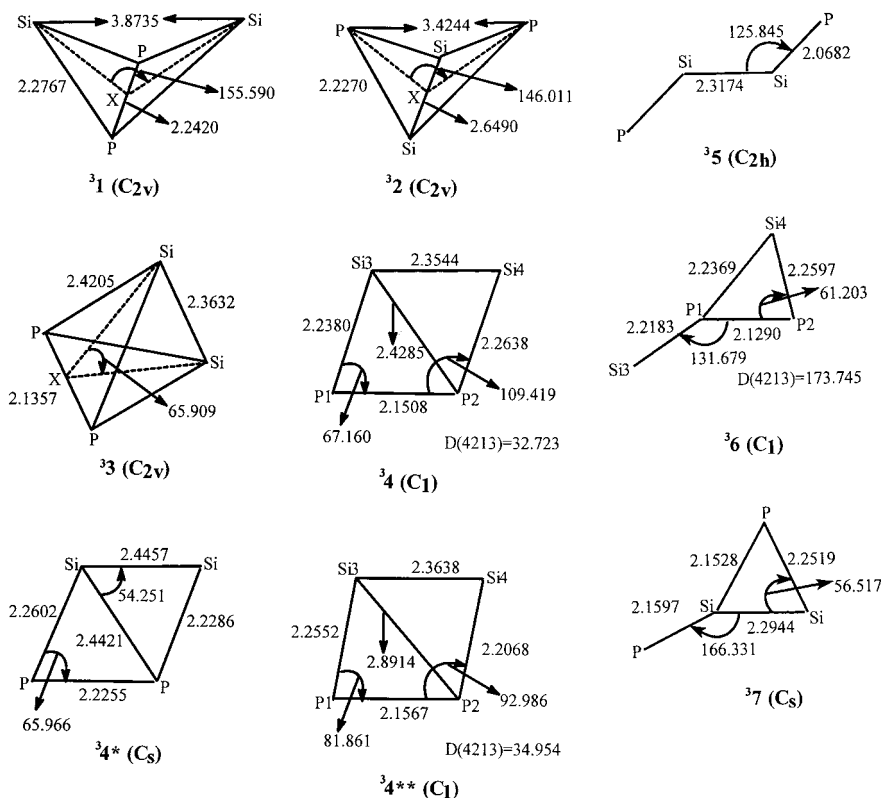 Si 3.8735 Si
P
2.2767
155.590
X
2.2420
P
³1 (C2v)
P 3.4244 P
Si
2.2270
146.011
X
2.6490
Si
³2 (C2v)
P
125.845
2.0682
Si
2.3174
Si
P
³5 (C2h)
Si
2.4205
2.3632
P
Si
X
2.1357
65.909
P
³3 (C2v)
Si3 2.3544 Si4
2.2380
2.4285
2.2638
P1 2.1508 P2
109.419
67.160
D(4213)=32.723
³4 (C1)
Si4
2.2369
2.2597
61.203
P1
2.2183
2.1290
P2
Si3
131.679
D(4213)=173.745
³6 (C1)
2.4457
Si Si
54.251
2.2602
2.2286
2.4421
P 2.2255 P
65.966
³4* (Cs)
Si3 2.3638 Si4
2.2552
2.8914
2.2068
P1 2.1567 P2
92.986
81.861
D(4213)=34.954
³4** (C1)
P
2.1528
2.2519
56.517
2.1597
Si
2.2944
Si
P
166.331
³7 (Cs)